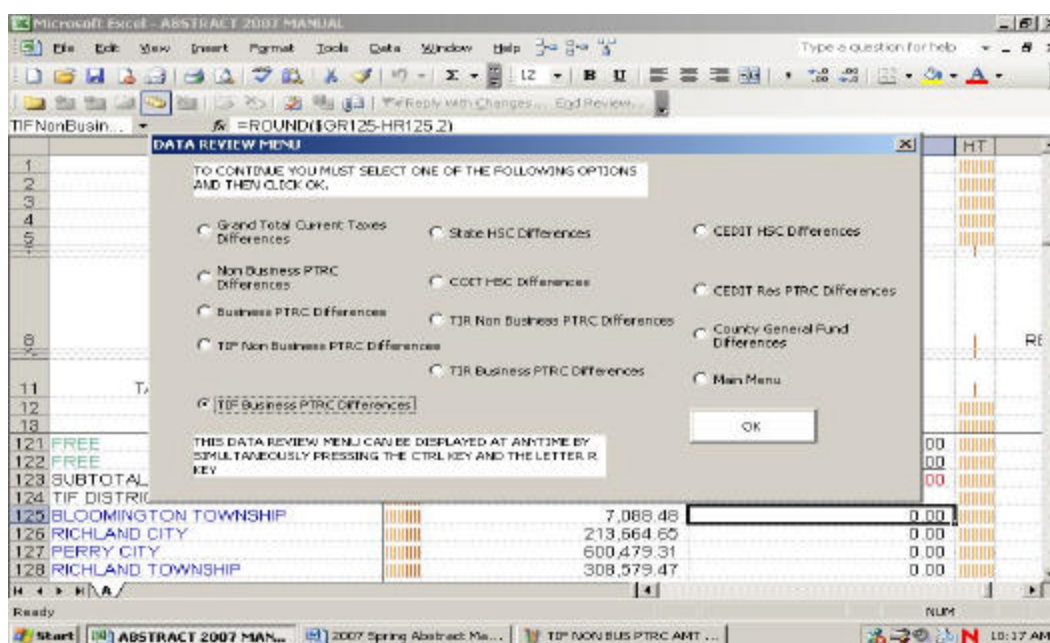 Microsoft Excel - ABSTRACT 2007 MANUAL
File Edit View Insert Format Tools Data Window Help Type a question for help
12 B U
Reply with Changes... End Review...
TIFNonBusin... fx =ROUND($GR125-HR125,2)
DATA REVIEW MENU
HT
TO CONTINUE YOU MUST SELECT ONE OF THE FOLLOWING OPTIONS
AND THEN CLICK OK.
Grand Total Current Taxes
Differences
State HSC Differences
CEDIT HSC Differences
Non Business PTRC
Differences
COIT HSC Differences
CEDIT Res PTRC Differences
Business PTRC Differences
TIR Non Business PTRC Differences
County General Fund
Differences
TIF Non Business PTRC Differences
TIR Business PTRC Differences
Main Menu
TIF Business PTRC Differences
OK
THIS DATA REVIEW MENU CAN BE DISPLAYED AT ANYTIME BY
SIMULTANEOUSLY PRESSING THE CTRL KEY AND THE LETTER R
KEY
1
2
3
4
5
8
RE
11 TA
12
13
121 FREE 00
122 FREE 00
123 SUBTOTAL 00
124 TIF DISTRIC
125 BLOOMINGTON TOWNSHIP 7,088.48 0.00
126 RICHLAND CITY 213,664.65 0.00
127 PERRY CITY 600,479.31 0.00
128 RICHLAND TOWNSHIP 308,579.47 0.00
A
Ready NUM
Start ABSTRACT 2007 MAN... 2007 Spring Abstract Ma... TIF NON BUS PTRC AMT ... 10:17 AM